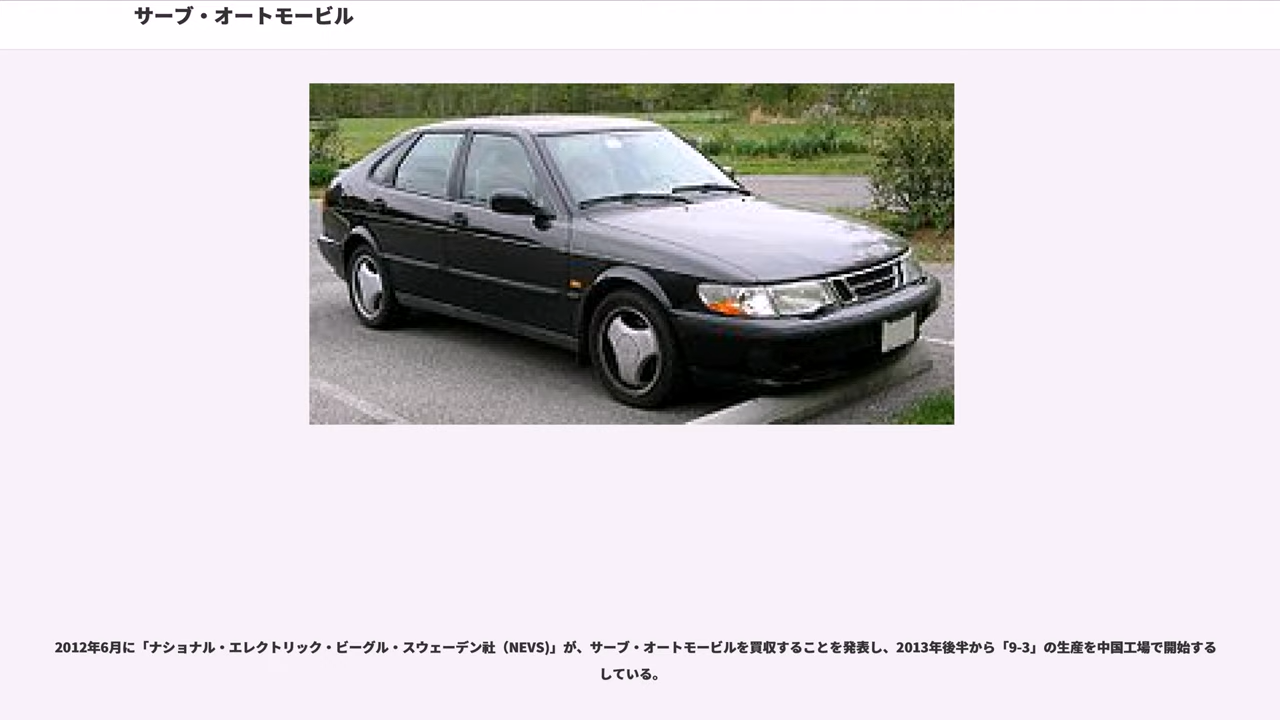 サーブ・オートモービル
2012年6月に「ナショナル・エレクトリック・ビーグル・スウェーデン社（NEVS)」が、サーブ・オートモービルを買収することを発表し、2013年後半から「9-3」の生産を中国工場で開始する
している。